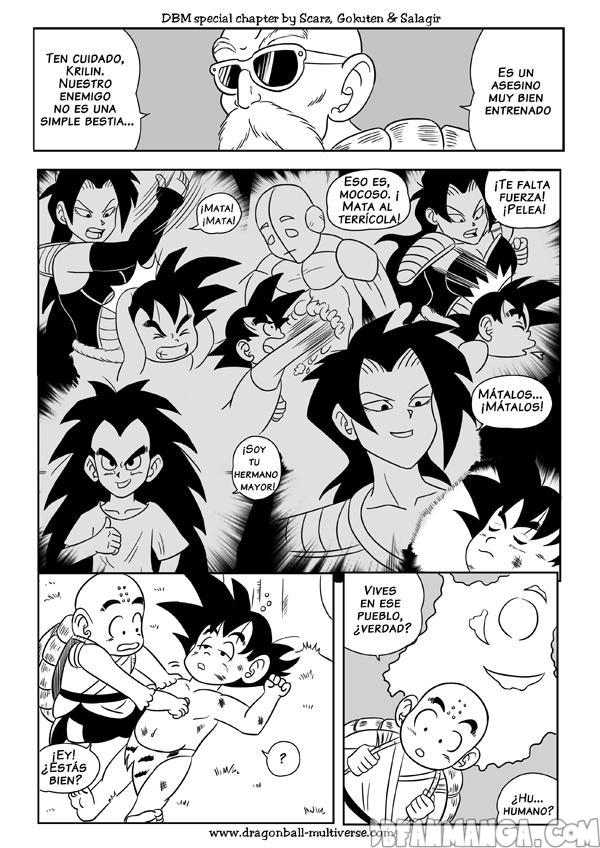 DBM special chapter by Scarz, Gokuten & Salagir
TEN CUIDADO,
KRILIN.
NUESTRO
ENEMIGO
NO ES UNA
SIMPLE BESTIA...
ES UN
ASESINO
MUY BIEN
ENTRENADO
¡MATA!
¡MATA!
ESO ES,
MOCOSO. ¡
MATA AL
TERRÍCOLA!
¡TE FALTA
FUERZA!
¡PELEA!
MÁTALOS...
¡MÁTALOS!
¡SOY
TU
HERMANO
MAYOR!
¡EY!
¿ESTÁS
BIEN?
?
VIVES
EN ESE
PUEBLO,
¿VERDAD?
¿HU...
HUMANO?
www.dragonball-multiverse.com
DBFANMANGA.COM